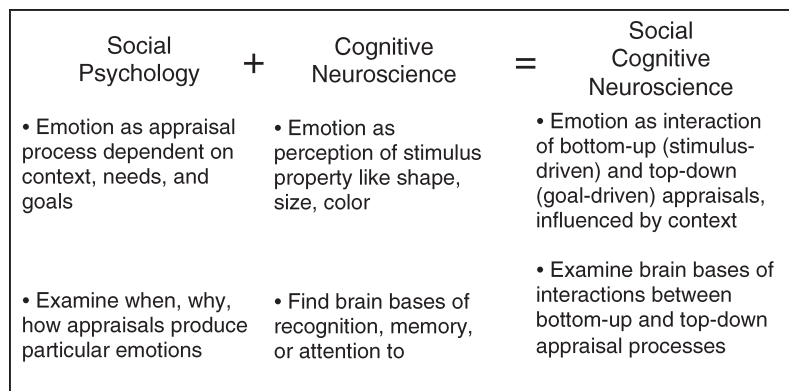 Social
Psychology
+
Cognitive
Neuroscience
=
Social
Cognitive
Neuroscience
• Emotion as appraisal
process dependent on
context, needs, and
goals
• Emotion as
perception of stimulus
property like shape,
size, color
• Emotion as interaction
of bottom-up (stimulus-
driven) and top-down
(goal-driven) appraisals,
influenced by context
• Examine when, why,
how appraisals produce
particular emotions
• Find brain bases of
recognition, memory,
or attention to
• Examine brain bases of
interactions between
bottom-up and top-down
appraisal processes